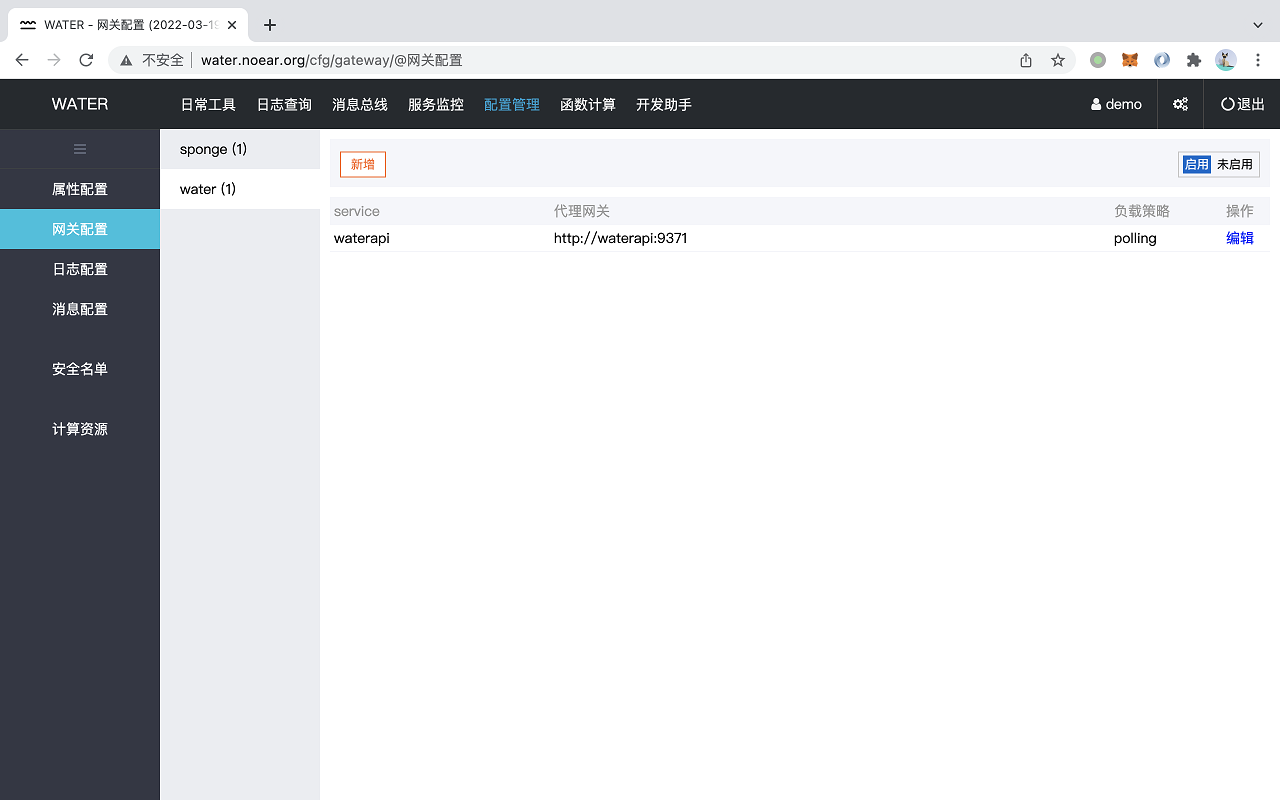 WATER - 网关配置 (2022-03-19
不安全 water.noear.org/cfg/gateway/@网关配置
WATER 日常工具 日志查询 消息总线 服务监控 配置管理 函数计算 开发助手 demo 退出
属性配置
网关配置
日志配置
消息配置
安全名单
计算资源
sponge (1)
water (1)
新增 启用 未启用
service 代理网关 负载策略 操作
waterapi http://waterapi:9371 polling 编辑